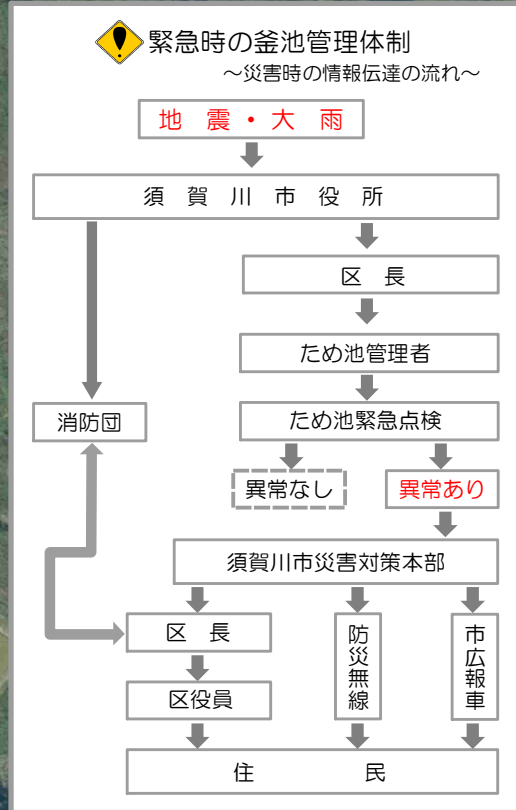 緊急時の釜池管理体制
～災害時の情報伝達の流れ～
地震・大雨
須賀川市役所
区長
ため池管理者
消防団
ため池緊急点検
異常なし
異常あり
須賀川市災害対策本部
区長
防災無線
市広報車
区役員
住民